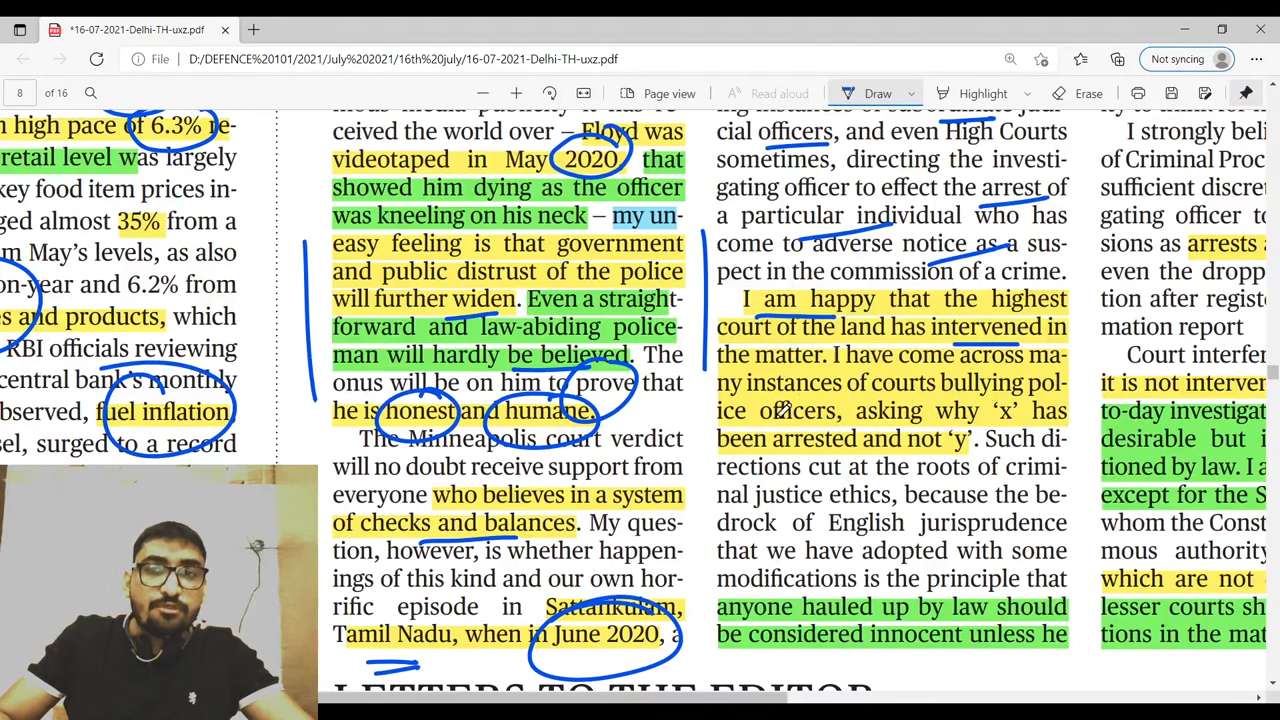 *16-07-2021-Delhi-TH-uxz.pdf
File
D:/DEFENCE%20101/2021/July%202021/16th%20july/16-07-2021-Delhi-TH-uxz.pdf
Not syncing
8 of 16
Page view
Read aloud
Draw
Highlight
Erase
n high pace of 6.3% re-
retail level was largely
key food item prices in-
ged almost 35% from a
m May's levels, as also
on-year and 6.2% from
es and products, which
RBI officials reviewing
central bank's monthly
observed, fuel inflation,
sel, surged to a record
ceived the world over – Floyd was
videotaped in May 2020, that
showed him dying as the officer
was kneeling on his neck – my un-
easy feeling is that government
and public distrust of the police
will further widen. Even a straight-
forward and law-abiding police-
man will hardly be believed. The
onus will be on him to prove that
he is honest and humane.
The Minneapolis court verdict
will no doubt receive support from
everyone who believes in a system
of checks and balances. My ques-
tion, however, is whether happen-
ings of this kind and our own hor-
rific episode in Sattankulam,
Tamil Nadu, when in June 2020, a
LETTERS TO THE EDITOR
cial officers, and even High Courts
sometimes, directing the investi-
gating officer to effect the arrest of
a particular individual who has
come to adverse notice as a sus-
pect in the commission of a crime.
I am happy that the highest
court of the land has intervened in
the matter. I have come across ma-
ny instances of courts bullying pol-
ice officers, asking why ‘x’ has
been arrested and not ‘y’. Such di-
rections cut at the roots of crimi-
nal justice ethics, because the be-
drock of English jurisprudence
that we have adopted with some
modifications is the principle that
anyone hauled up by law should
be considered innocent unless he
I strongly beli
of Criminal Proc
sufficient discret
gating officer to
sions as arrests
even the dropp
tion after regist
mation report
Court interfer
it is not interven
to-day investigat
desirable but i
tioned by law. I a
except for the S
whom the Const
mous authority
which are not
lesser courts sh
tions in the mat